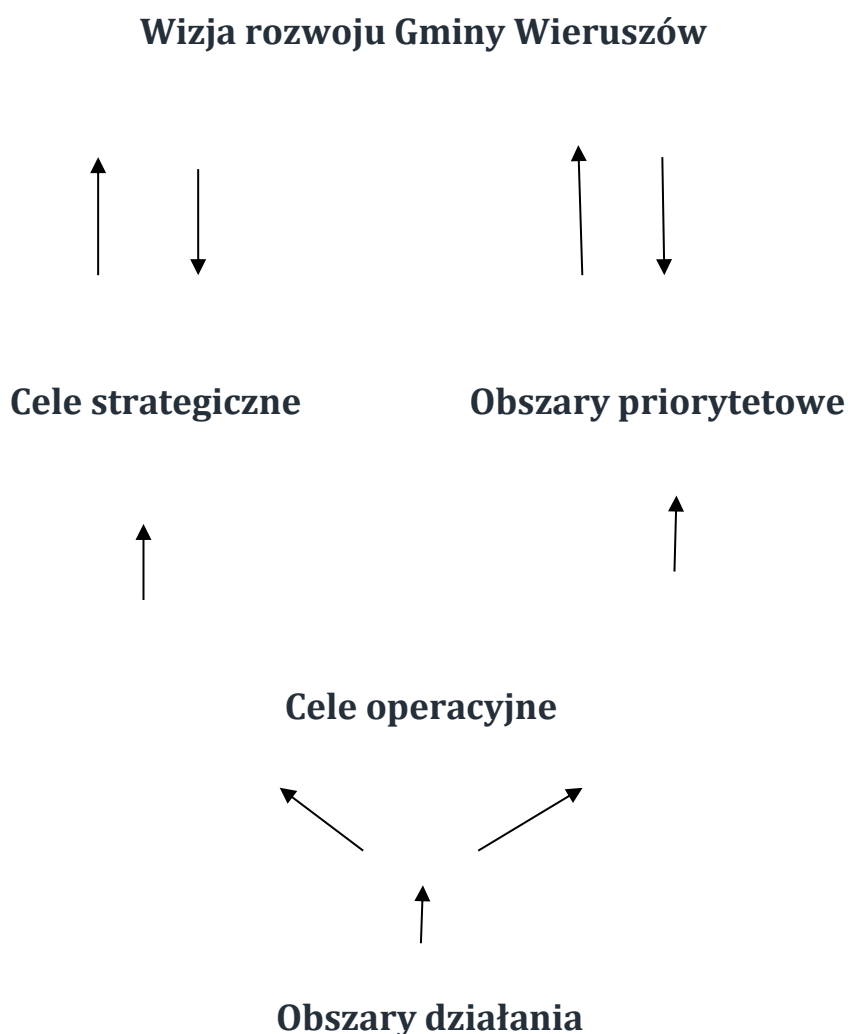 Wizja rozwoju Gminy Wieruszów
Cele strategiczne
Obszary priorytetowe
Cele operacyjne
Obszary działania